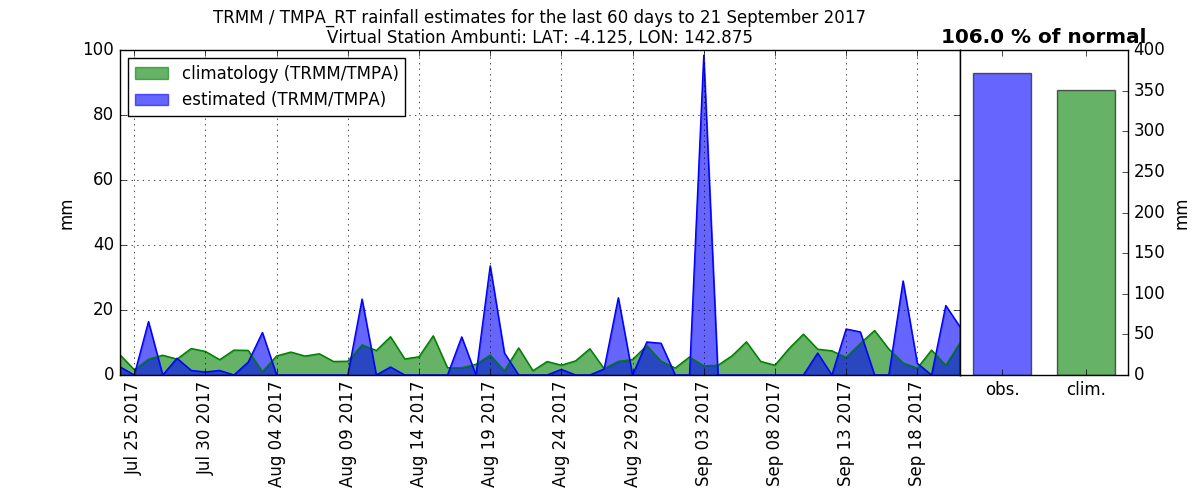 TRMM / TMPA_RT rainfall estimates for the last 60 days to 21 September 2017
Virtual Station Ambunti: LAT: -4.125, LON: 142.875
106.0 % of normal
climatology (TRMM/TMPA)
estimated (TRMM/TMPA)
mm
100
80
60
40
20
0
Jul 25 2017
Jul 30 2017
Aug 04 2017
Aug 09 2017
Aug 14 2017
Aug 19 2017
Aug 24 2017
Aug 29 2017
Sep 03 2017
Sep 08 2017
Sep 13 2017
Sep 18 2017
obs.
clim.
400
350
300
250
200
150
100
50
0
mm